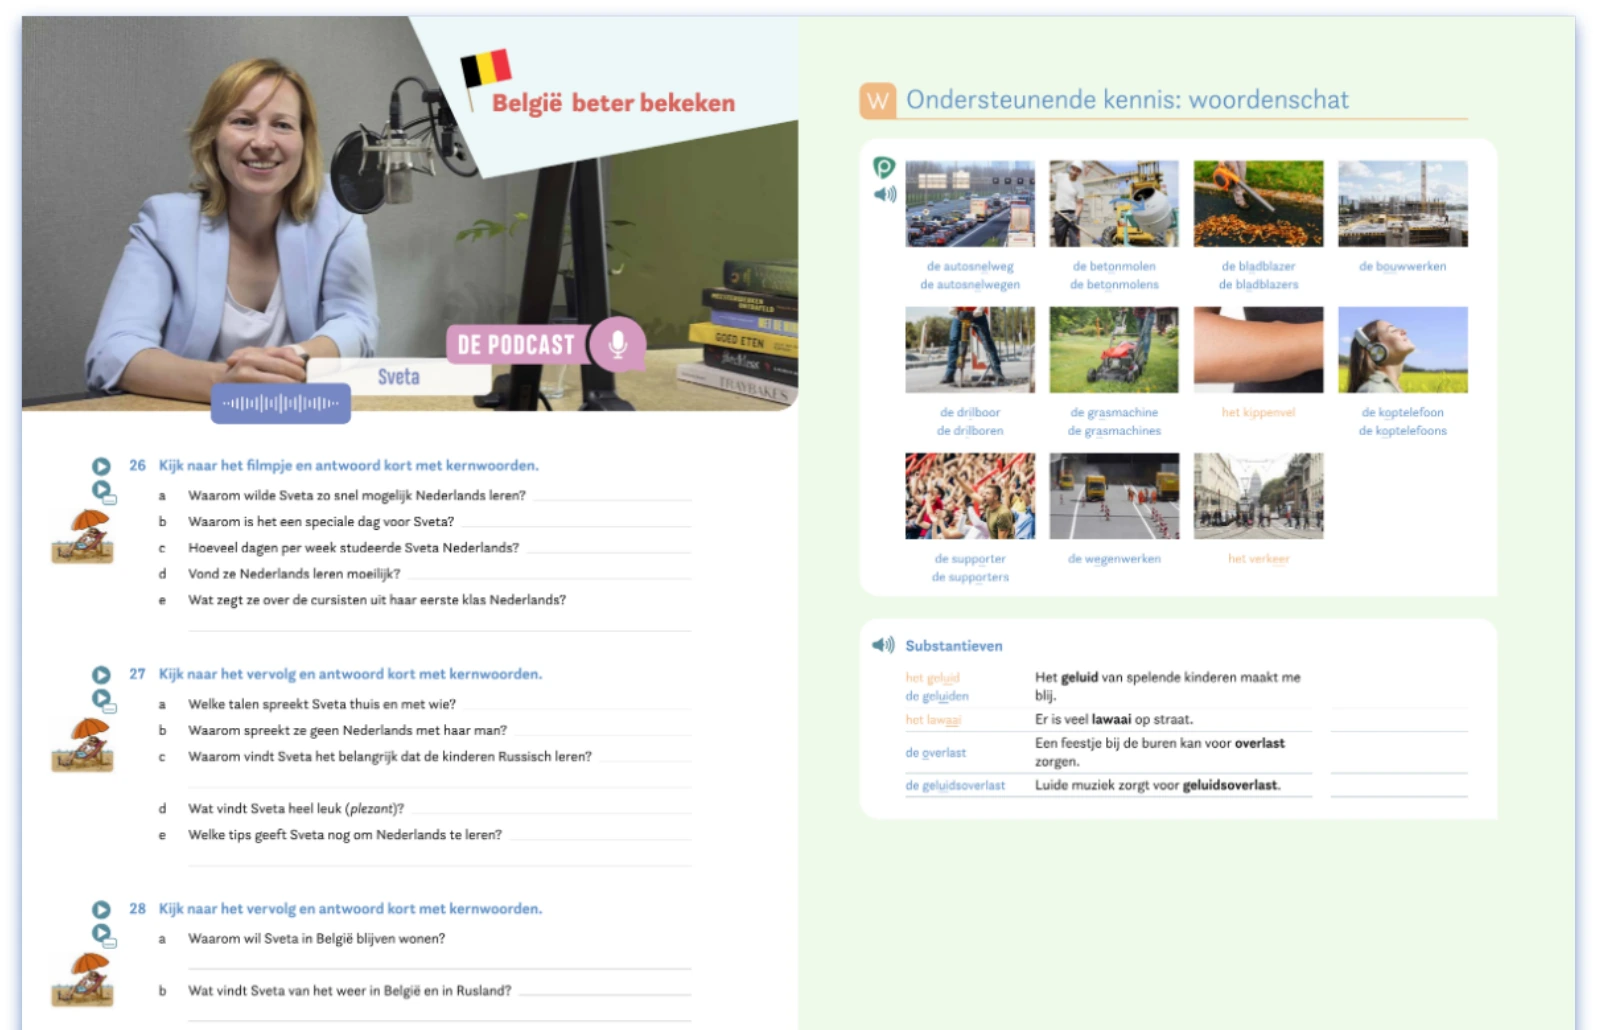 België beter bekeken
DE PODCAST
Sveta
GOED ETEN
TRAYBAKES
26 Kijk naar het filmpje en antwoord kort met kernwoorden.
a Waarom wilde Sveta zo snel mogelijk Nederlands leren?
b Waarom is het een speciale dag voor Sveta?
c Hoeveel dagen per week studeerde Sveta Nederlands?
d Vond ze Nederlands leren moeilijk?
e Wat zegt ze over de cursisten uit haar eerste klas Nederlands?
27 Kijk naar het vervolg en antwoord kort met kernwoorden.
a Welke talen spreekt Sveta thuis en met wie?
b Waarom spreekt ze geen Nederlands met haar man?
c Waarom vindt Sveta het belangrijk dat de kinderen Russisch leren?
d Wat vindt Sveta heel leuk (plezant)?
e Welke tips geeft Sveta nog om Nederlands te leren?
28 Kijk naar het vervolg en antwoord kort met kernwoorden.
a Waarom wil Sveta in België blijven wonen?
b Wat vindt Sveta van het weer in België en in Rusland?
W Ondersteunende kennis: woordenschat
de autosnelweg
de autosnelwegen
de betonmolen
de betonmolens
de bladblazer
de bladblazers
de bouwwerken
de drilboor
de drilboren
de grasmachine
de grasmachines
het kippenvel
de koptelefoon
de koptelefoons
de supporter
de supporters
de wegenwerken
het verkeer
Substantieven
het geluid
de geluiden
Het geluid van spelende kinderen maakt me
blij.
het lawaai
Er is veel lawaai op straat.
de overlast
Een feestje bij de buren kan voor overlast
zorgen.
de geluidsoverlast
Luide muziek zorgt voor geluidsoverlast.